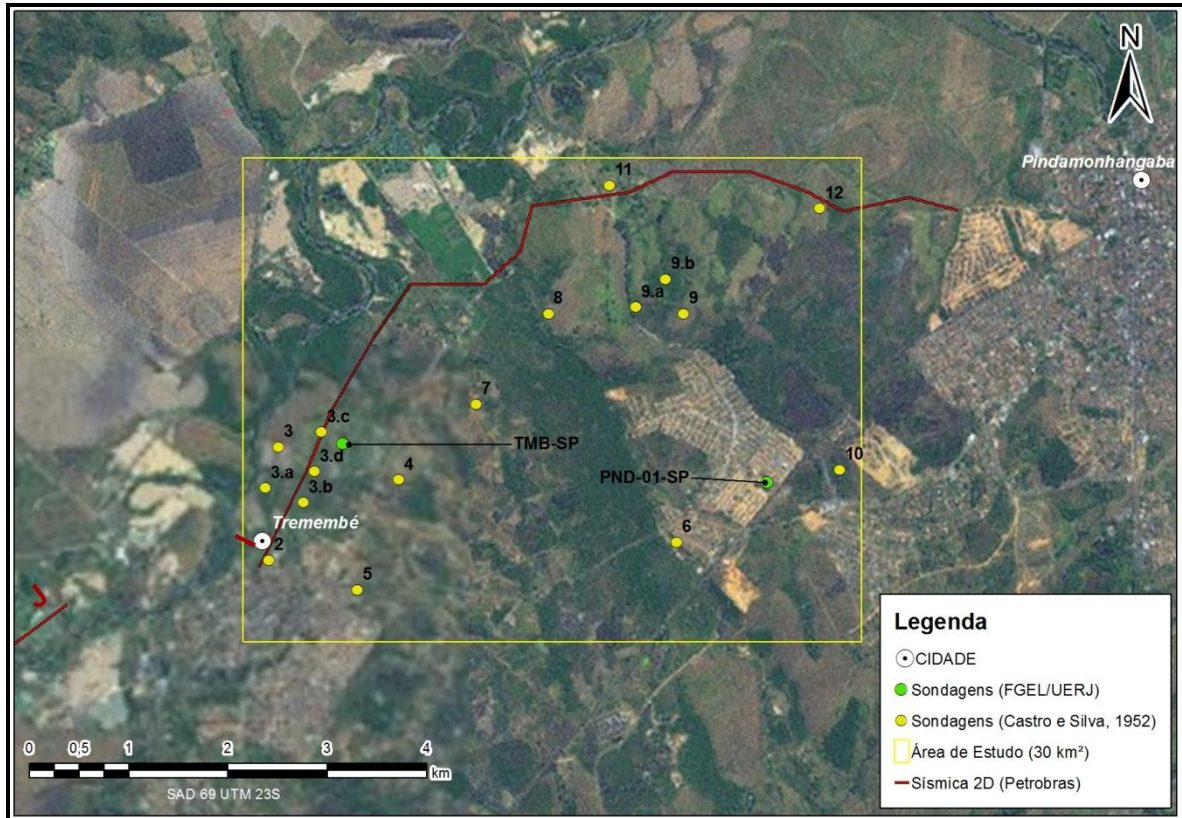 N
Pindamonhangaba
11
12
9.b
9.a
9
8
7
3.c
3
TMB-SP
3.d
3.a
4
10
PND-01-SP
3.b
Tremembé
6
2
5
Legenda
CIDADE
Sondagens (FGEL/UERJ)
Sondagens (Castro e Silva, 1952)
Área de Estudo (30 km²)
Sísmica 2D (Petrobras)
0 0,5 1 2 3 4
km
SAD 69 UTM 23S